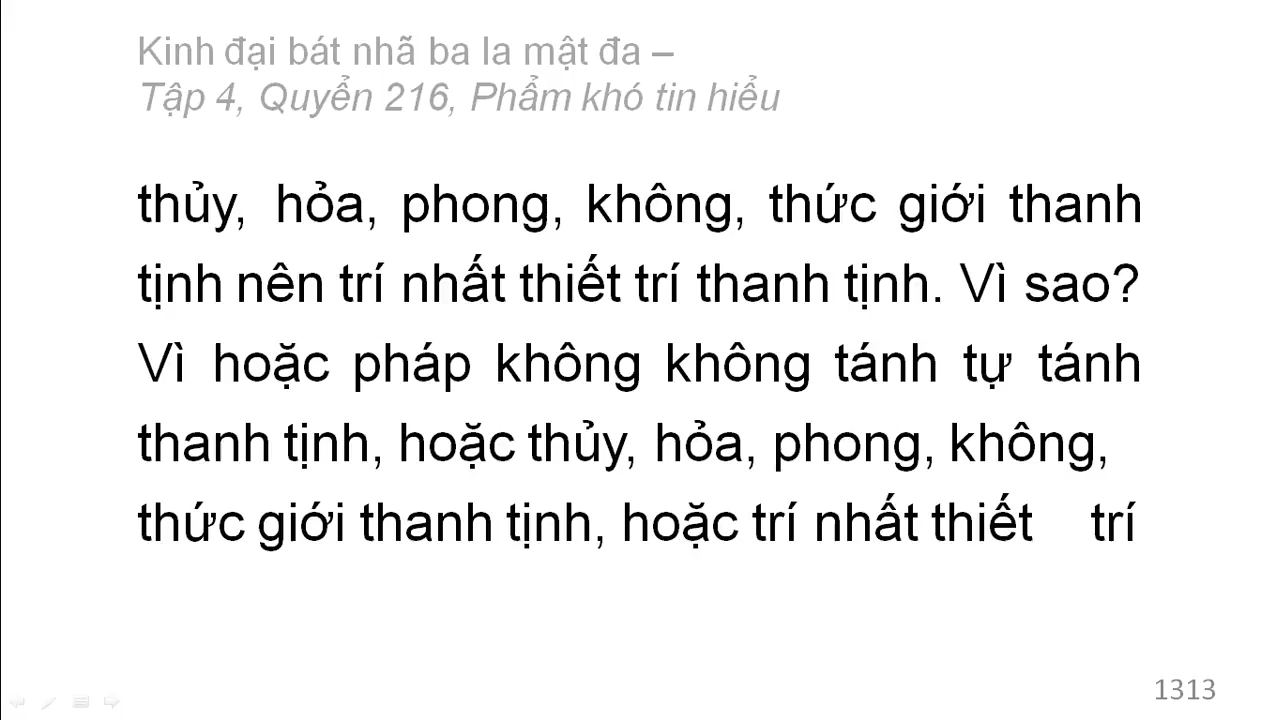 Kinh đại bát nhã ba la mật đa –
Tập 4, Quyển 216, Phẩm khó tin hiểu
thủy, hỏa, phong, không, thức giới thanh
tịnh nên trí nhất thiết trí thanh tịnh. Vì sao?
Vì hoặc pháp không không tánh tự tánh
thanh tịnh, hoặc thủy, hỏa, phong, không,
thức giới thanh tịnh, hoặc trí nhất thiết trí
1313